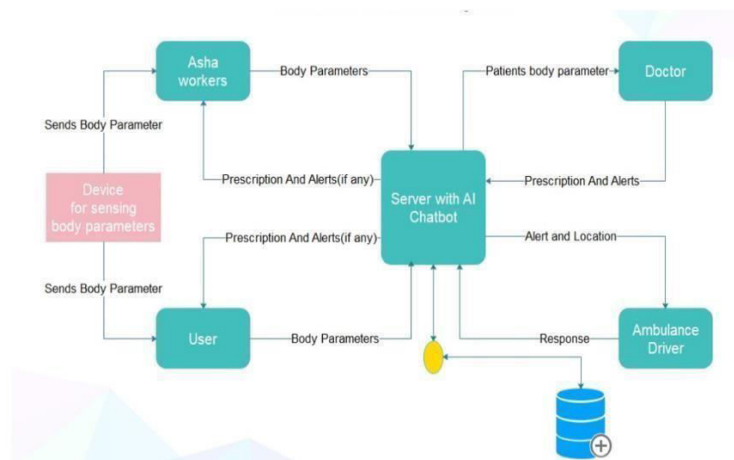 Asha
workers
Body Parameters
Patients body parameter
Doctor
Sends Body Parameter
Prescription And Alerts(if any)
Prescription And Alerts
Device
for sensing
body parameters
Server with AI
Chatbot
Prescription And Alerts(if any)
Alert and Location
Sends Body Parameter
User
Body Parameters
Response
Ambulance
Driver